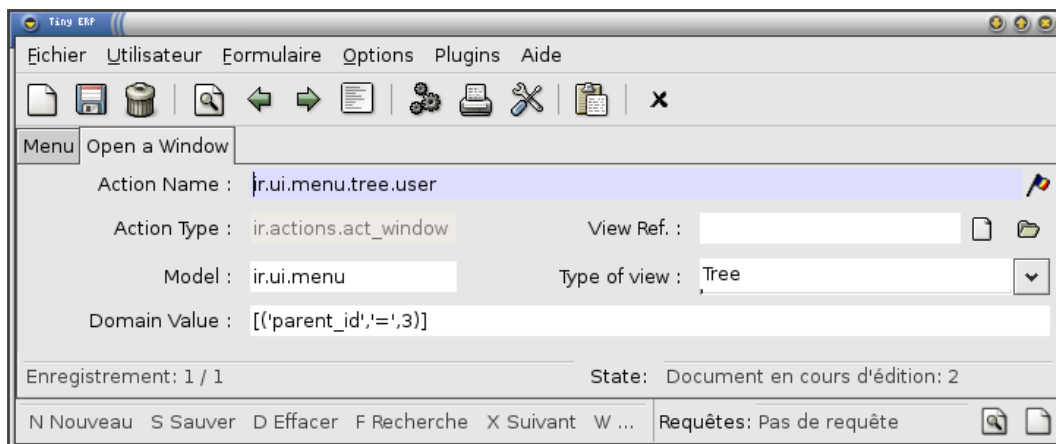 Tiny ERP
Fichier Utilisateur Formulaire Options Plugins Aide
Menu Open a Window
Action Name : ir.ui.menu.tree.user
Action Type : ir.actions.act_window View Ref. :
Model : ir.ui.menu Type of view : Tree
Domain Value : [('parent_id','=',3)]
Enregistrement: 1 / 1 State: Document en cours d'édition: 2
N Nouveau S Sauver D Effacer F Recherche X Suivant W ... Requêtes: Pas de requête